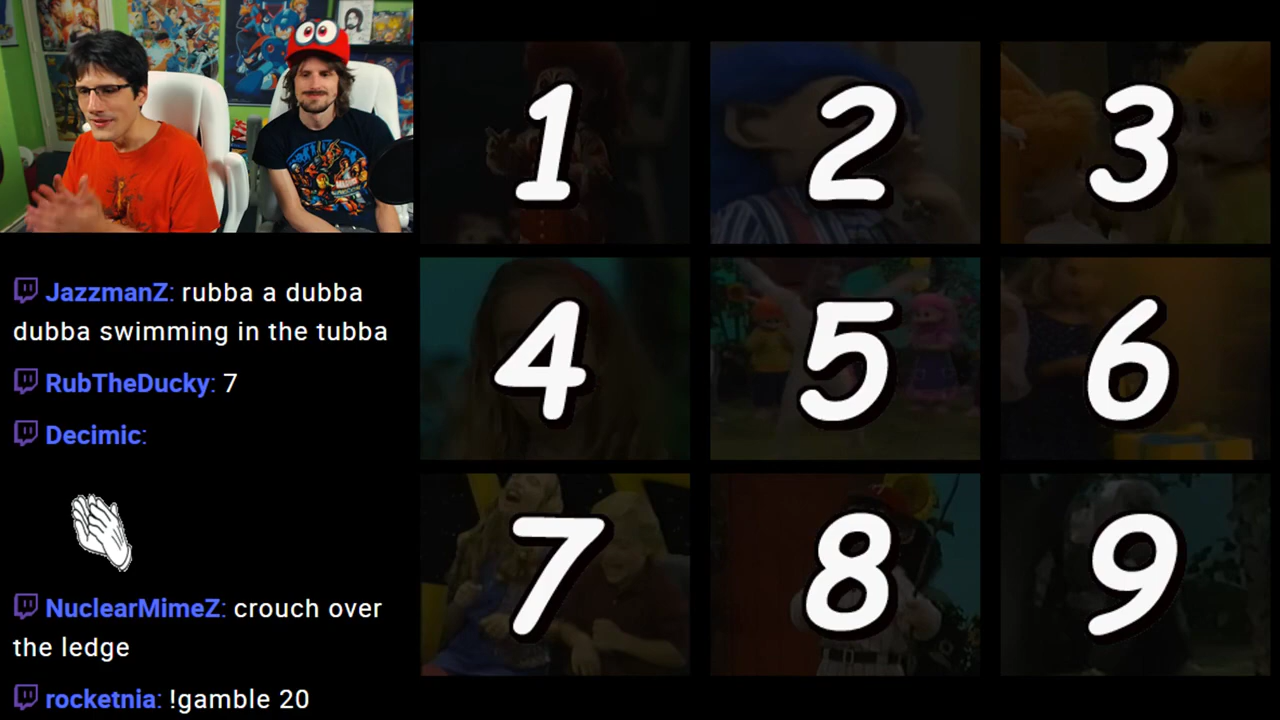 1 2 3
JazzmanZ: rubba a dubba
dubba swimming in the tubba
RubTheDucky: 7
Decimic:
4 5 6
NuclearMimeZ: crouch over
the ledge
rocketnia: !gamble 20
7 8 9